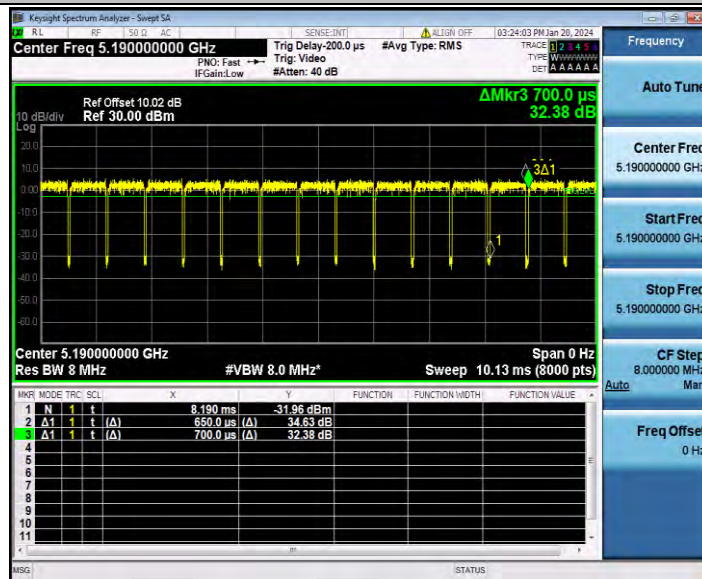 Keysight Spectrum Analyzer - Swept SA
RL RF 50 Ω AC SENSE:INT ALIGN OFF 03:24:03 PM Jan 20, 2024
Center Freq 5.190000000 GHz Trig Delay-200.0 µs #Avg Type: RMS TRACE 1 2 3 4 5 6
PNO: Fast Trig: Video TYPE W
IFGain:Low #Atten: 40 dB DET A A A A A A
Frequency
Auto Tune
Center Freq
5.190000000 GHz
Start Freq
5.190000000 GHz
Stop Freq
5.190000000 GHz
CF Step
8.000000 MHz
Auto Man
Freq Offset
0 Hz
ΔMkr3 700.0 µs
32.38 dB
Ref Offset 10.02 dB
10 dB/div Ref 30.00 dBm
Log
20.0
10.0
0.00
-10.0
-20.0
-30.0
-40.0
-50.0
-60.0
3Δ1
1
Center 5.190000000 GHz Span 0 Hz
Res BW 8 MHz #VBW 8.0 MHz* Sweep 10.13 ms (8000 pts)
MKR MODE TRC SCL X Y FUNCTION FUNCTION WIDTH FUNCTION VALUE
1 N 1 t 8.190 ms -31.96 dBm
2 Δ1 1 t (Δ) 650.0 µs (Δ) 34.63 dB
3 Δ1 1 t (Δ) 700.0 µs (Δ) 32.38 dB
4
5
6
7
8
9
10
11
MSG STATUS